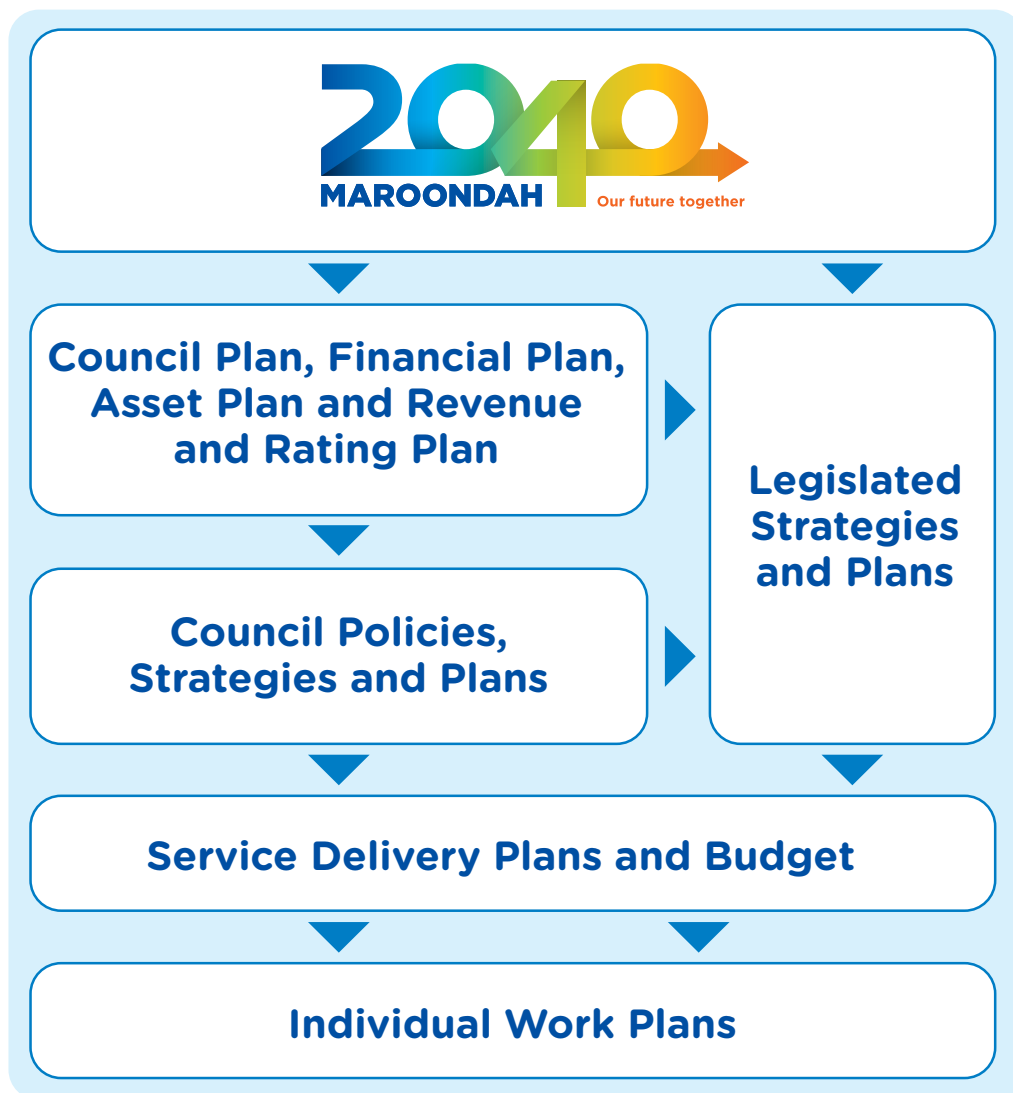 2040
MAROONDAH
Our future together
Council Plan, Financial Plan,
Asset Plan and Revenue
and Rating Plan
Legislated
Strategies
and Plans
Council Policies,
Strategies and Plans
Service Delivery Plans and Budget
Individual Work Plans